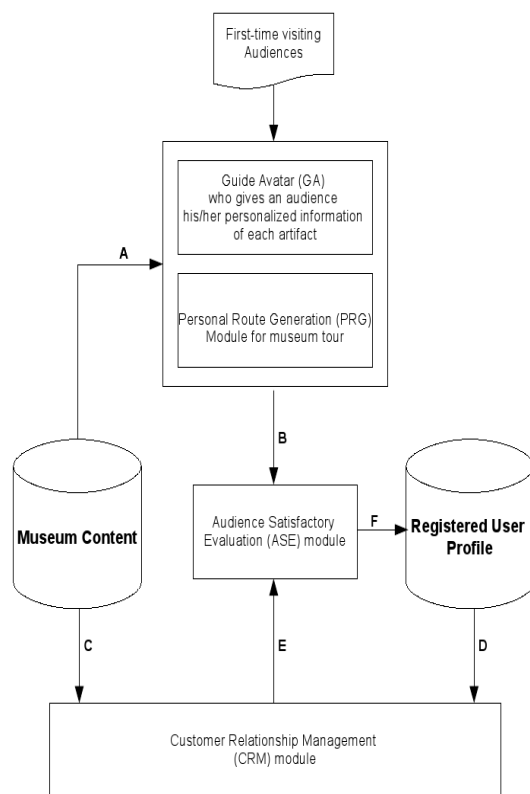 First-time visiting
Audiences
Guide Avatar (GA)
who gives an audience
his/her personalized information
of each artifact
A
Personal Route Generation (PRG)
Module for museum tour
B
Museum Content
Audience Satisfactory
Evaluation (ASE) module
F
Registered User
Profile
C
E
D
Customer Relationship Management
(CRM) module